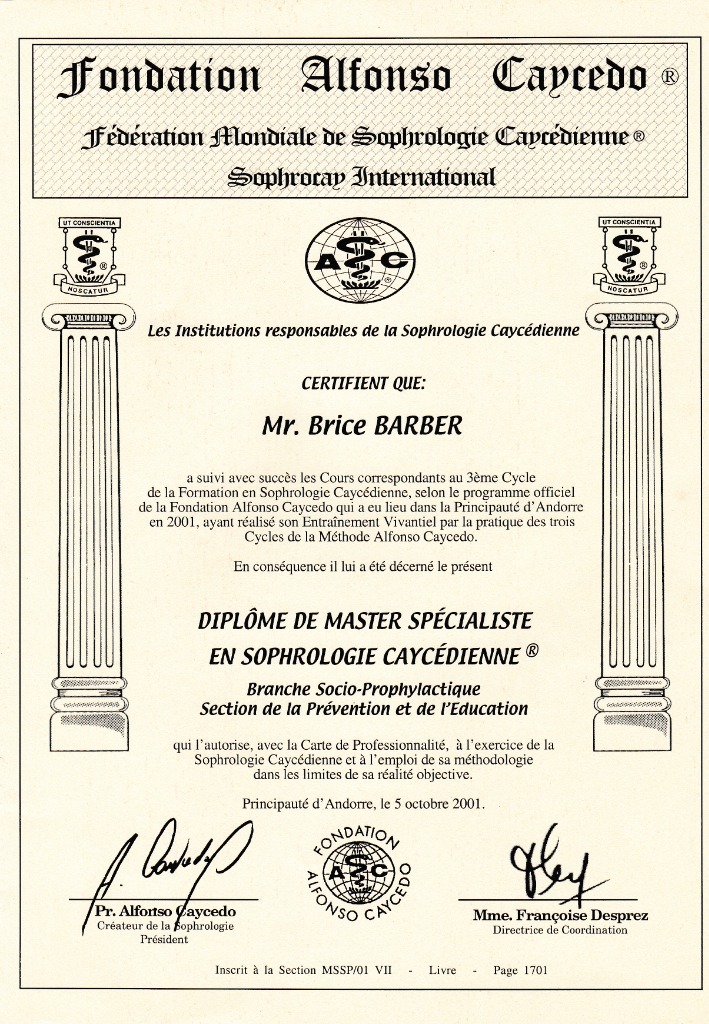 Fondation Alfonso Caycedo ®
Fédération Mondiale de Sophrologie Caycédienne ®
Sophrocay International
UT CONSCIENTIA
NOSCATUR
®
A C
®
UT CONSCIENTIA
NOSCATUR
®
Les Institutions responsables de la Sophrologie Caycédienne
CERTIFIENT QUE:
Mr. Brice BARBER
a suivi avec succès les Cours correspondants au 3ème Cycle
de la Formation en Sophrologie Caycédienne, selon le programme officiel
de la Fondation Alfonso Caycedo qui a eu lieu dans la Principauté d'Andorre
en 2001, ayant réalisé son Entraînement Vivantiel par la pratique des trois
Cycles de la Méthode Alfonso Caycedo.
En conséquence il lui a été décerné le présent
DIPLÔME DE MASTER SPÉCIALISTE
EN SOPHROLOGIE CAYCÉDIENNE ®
Branche Socio-Prophylactique
Section de la Prévention et de l'Education
qui l'autorise, avec la Carte de Professionnalité, à l'exercice de la
Sophrologie Caycédienne et à l'emploi de sa méthodologie
dans les limites de sa réalité objective.
Principauté d'Andorre, le 5 octobre 2001.
A. Caycedo
FONDATION
A C
ALFONSO CAYCEDO
Pr. Alfonso Caycedo
Créateur de la Sophrologie
Président
Mme. Françoise Desprez
Directrice de Coordination
Inscrit à la Section MSSP/01 VII - Livre - Page 1701